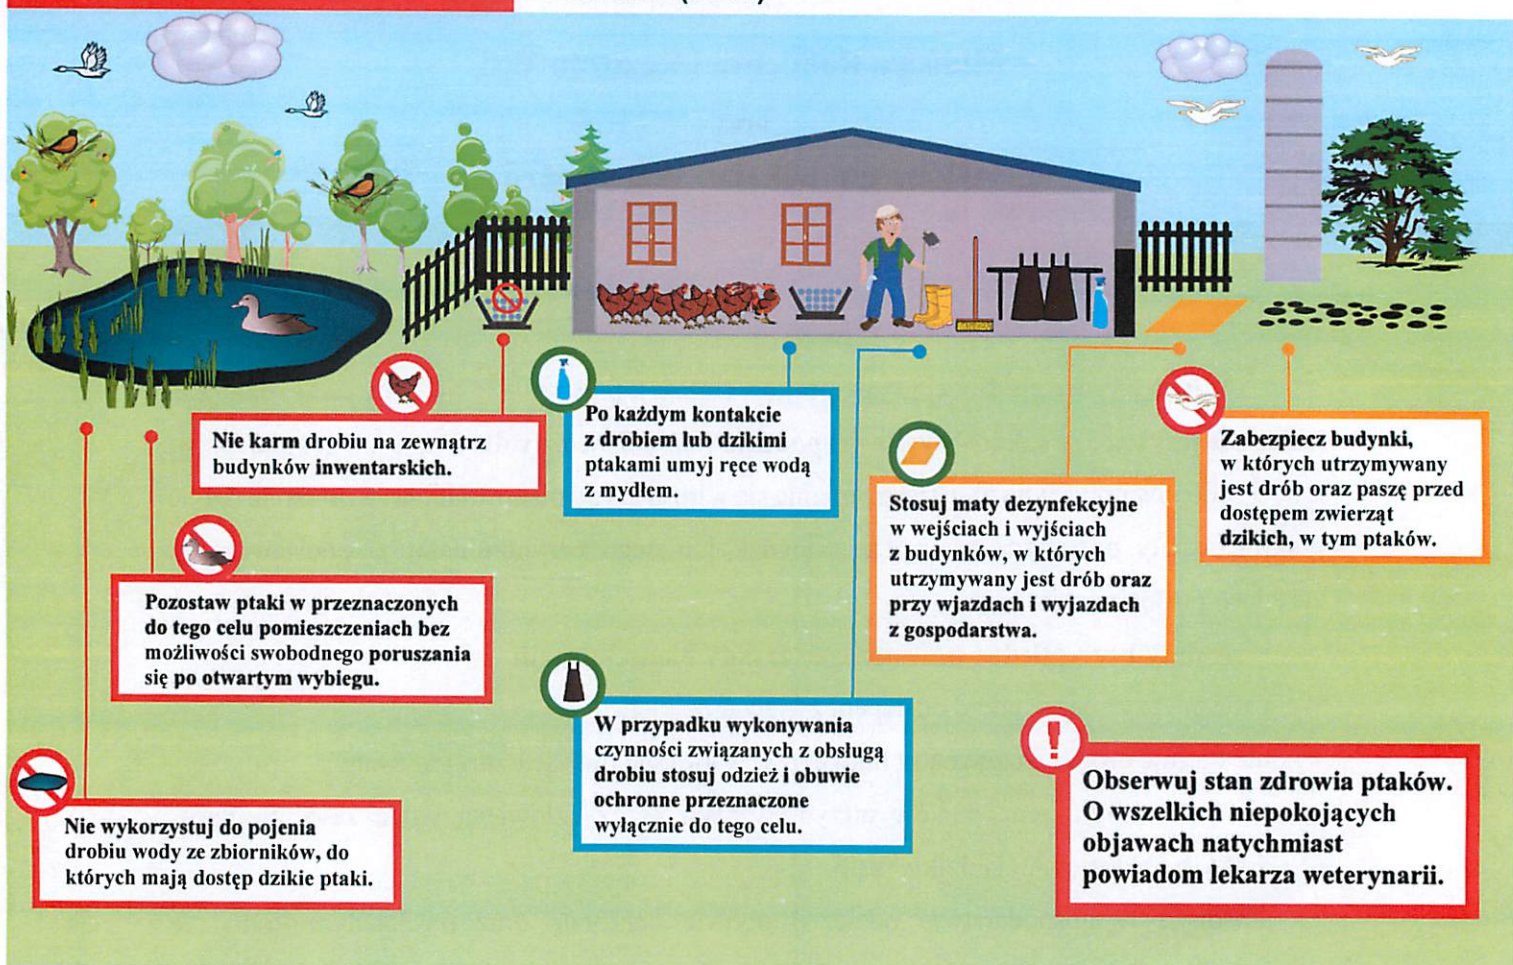 Nie karm drobiu na zewnątrz
budynków inwentarskich.
Po każdym kontakcie
z drobiem lub dzikimi
ptakami umyj ręce wodą
z mydłem.
Zabezpiecz budynki,
w których utrzymywany
jest drób oraz paszę przed
dostępem zwierząt
dzikich, w tym ptaków.
Stosuj maty dezynfekcyjne
w wejściach i wyjściach
z budynków, w których
utrzymywany jest drób oraz
przy wjazdach i wyjazdach
z gospodarstwa.
Pozostaw ptaki w przeznaczonych
do tego celu pomieszczeniach bez
możliwości swobodnego poruszania
się po otwartym wybiegu.
W przypadku wykonywania
czynności związanych z obsługą
drobiu stosuj odzież i obuwie
ochronne przeznaczone
wyłącznie do tego celu.
Nie wykorzystuj do pojenia
drobiu wody ze zbiorników, do
których mają dostęp dzikie ptaki.
!
Obserwuj stan zdrowia ptaków.
O wszelkich niepokojących
objawach natychmiast
powiadom lekarza weterynarii.